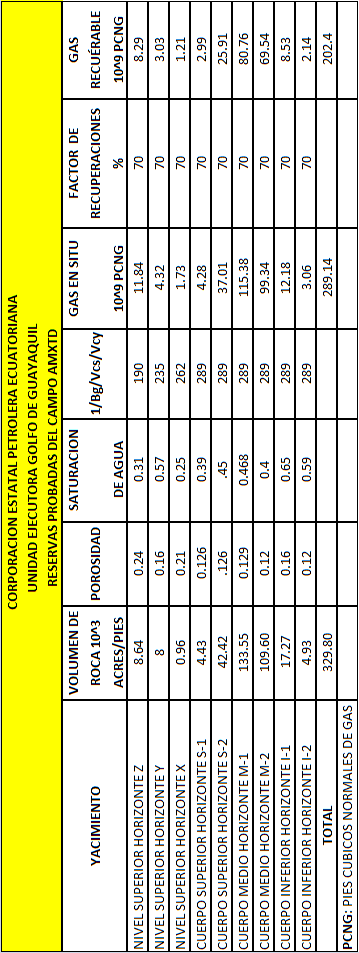 CORPORACION ESTATAL PETROLERA ECUATORIANA
UNIDAD EJECUTORA GOLFO DE GUAYAQUIL
RESERVAS PROBADAS DEL CAMPO AMXTD
YACIMIENTO VOLUMEN DE ROCA 10^3 ACRES/PIES POROSIDAD SATURACION DE AGUA 1/Bg/Vcs/Vcy GAS EN SITU 10^9 PCNG FACTOR DE RECUPERACIONES % GAS RECUÉRABLE 10^9 PCNG
NIVEL SUPERIOR HORIZONTE Z 8.64 0.24 0.31 190 11.84 70 8.29
NIVEL SUPERIOR HORIZONTE Y 8 0.16 0.57 235 4.32 70 3.03
NIVEL SUPERIOR HORIZONTE X 0.96 0.21 0.25 262 1.73 70 1.21
CUERPO SUPERIOR HORIZONTE S-1 4.43 0.126 0.39 289 4.28 70 2.99
CUERPO SUPERIOR HORIZONTE S-2 42.42 .126 .45 289 37.01 70 25.91
CUERPO MEDIO HORIZONTE M-1 133.55 0.129 0.468 289 115.38 70 80.76
CUERPO MEDIO HORIZONTE M-2 109.60 0.12 0.4 289 99.34 70 69.54
CUERPO INFERIOR HORIZONTE I-1 17.27 0.16 0.65 289 12.18 70 8.53
CUERPO INFERIOR HORIZONTE I-2 4.93 0.12 0.59 289 3.06 70 2.14
TOTAL 329.80 289.14 202.4
PCNG: PIES CUBICOS NORMALES DE GAS